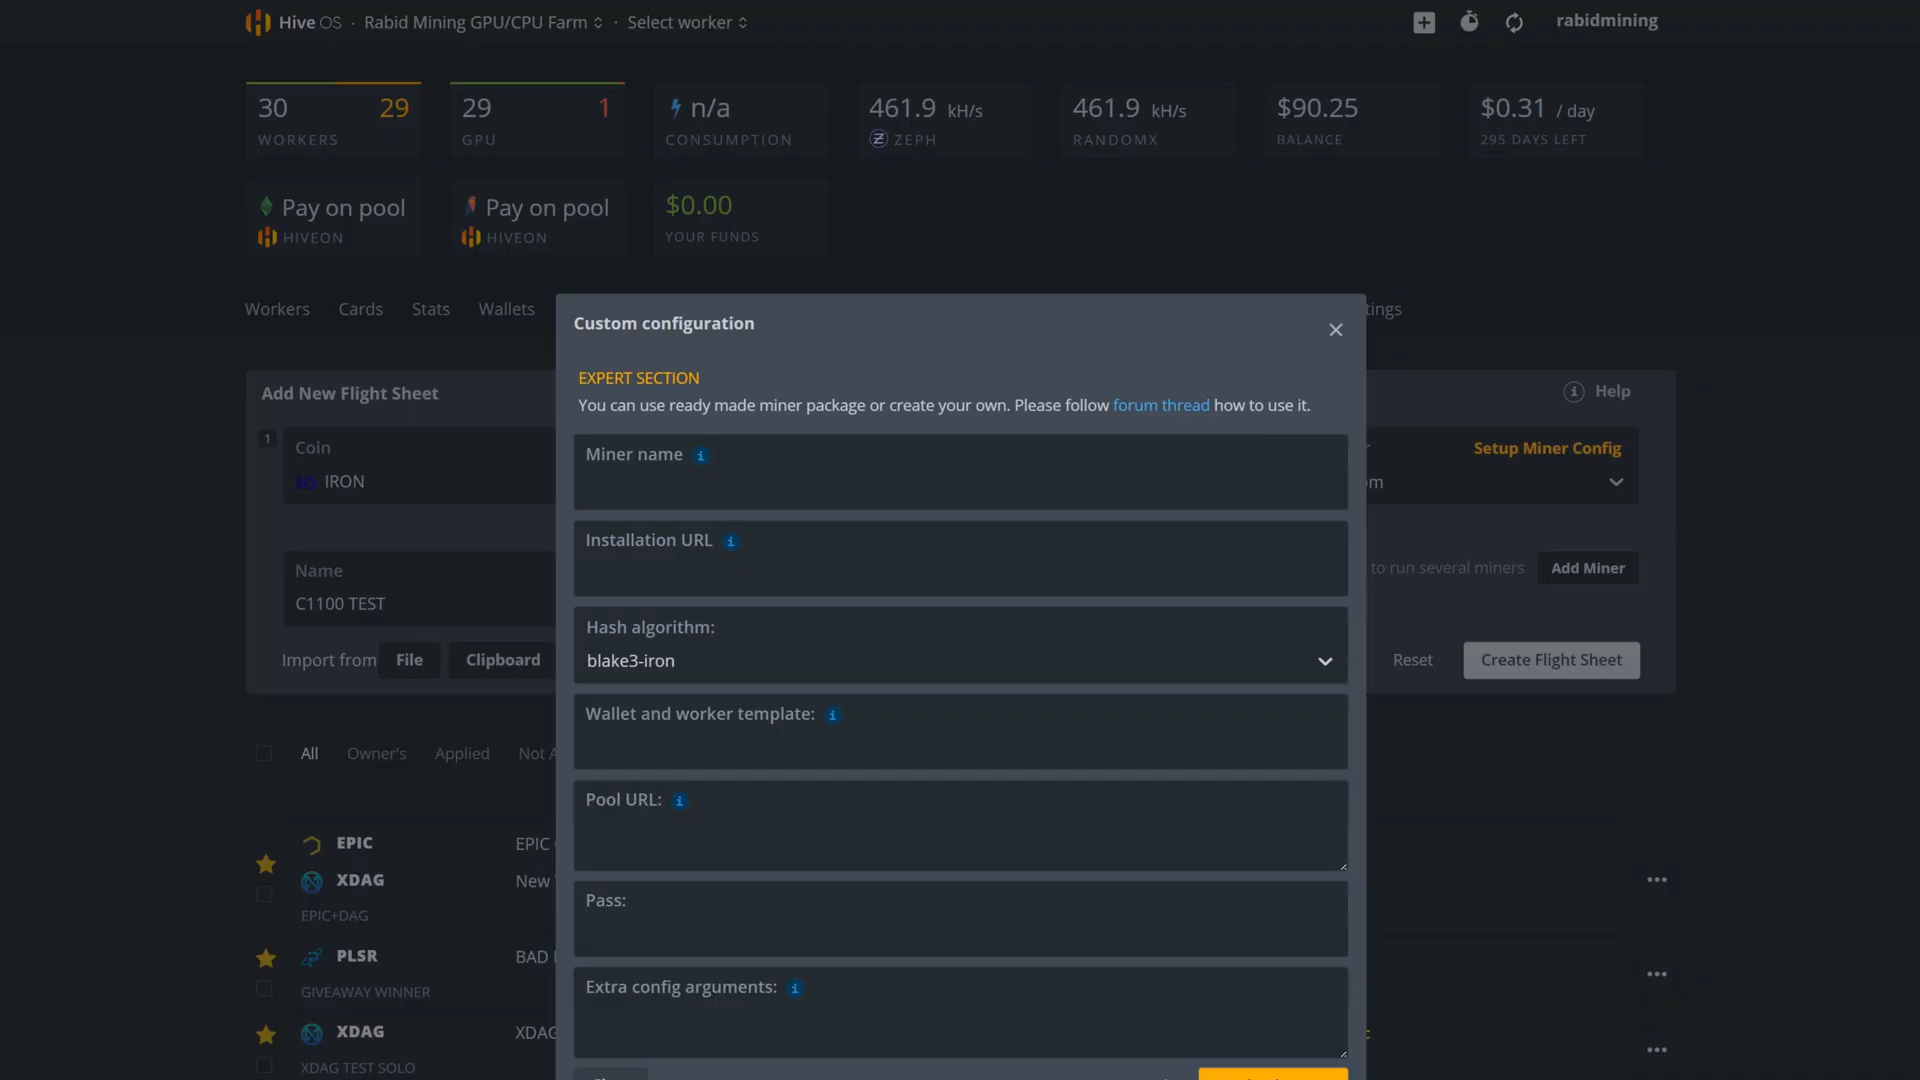 Hive OS · Rabid Mining GPU/CPU Farm · Select worker
rabidmining
30 29
WORKERS
29 1
GPU
n/a
CONSUMPTION
461.9 kH/s
ZEPH
461.9 kH/s
RANDOMX
$90.25
BALANCE
$0.31 / day
295 DAYS LEFT
Pay on pool
HIVEON
Pay on pool
HIVEON
$0.00
YOUR FUNDS
Workers Cards Stats Wallets
tings
Custom configuration
EXPERT SECTION
You can use ready made miner package or create your own. Please follow forum thread how to use it.
Miner name
Installation URL
Hash algorithm:
blake3-iron
Wallet and worker template:
Pool URL:
Pass:
Extra config arguments:
Add New Flight Sheet
Help
1
Coin
IRON
Setup Miner Config
om
Name
C1100 TEST
to run several miners Add Miner
Import from File Clipboard
Reset Create Flight Sheet
All Owner's Applied Not A
EPIC EPIC
XDAG New
EPIC+DAG
PLSR BAD
GIVEAWAY WINNER
XDAG XDAG
XDAG TEST SOLO